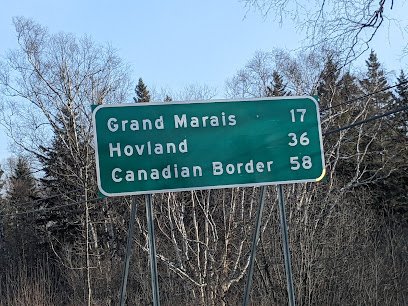 Grand Marais 17
Hovland 36
Canadian Border 58